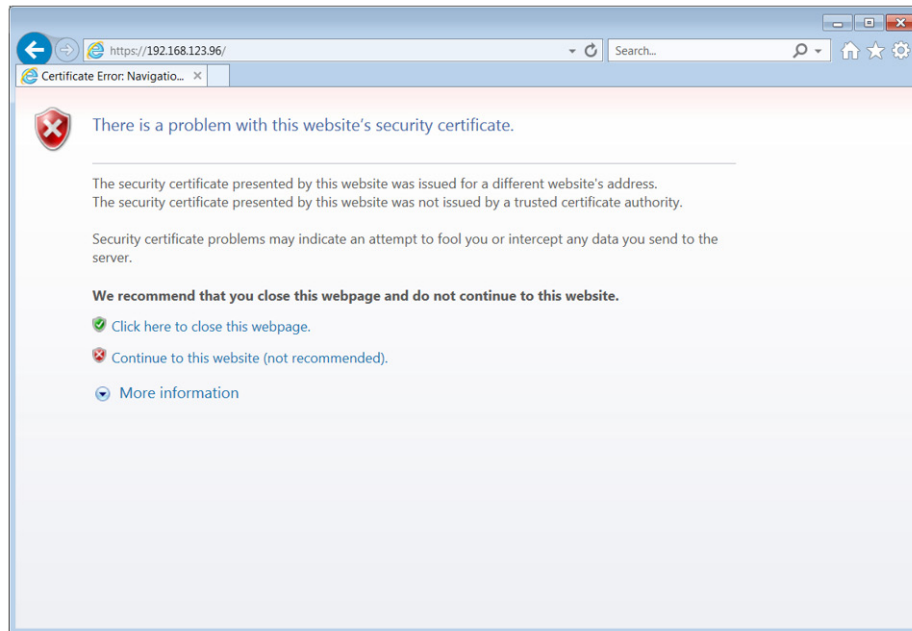 https://192.168.123.96/
Search...
Certificate Error: Navigatio...
There is a problem with this website's security certificate.
The security certificate presented by this website was issued for a different website's address.
The security certificate presented by this website was not issued by a trusted certificate authority.
Security certificate problems may indicate an attempt to fool you or intercept any data you send to the
server.
We recommend that you close this webpage and do not continue to this website.
Click here to close this webpage.
Continue to this website (not recommended).
More information